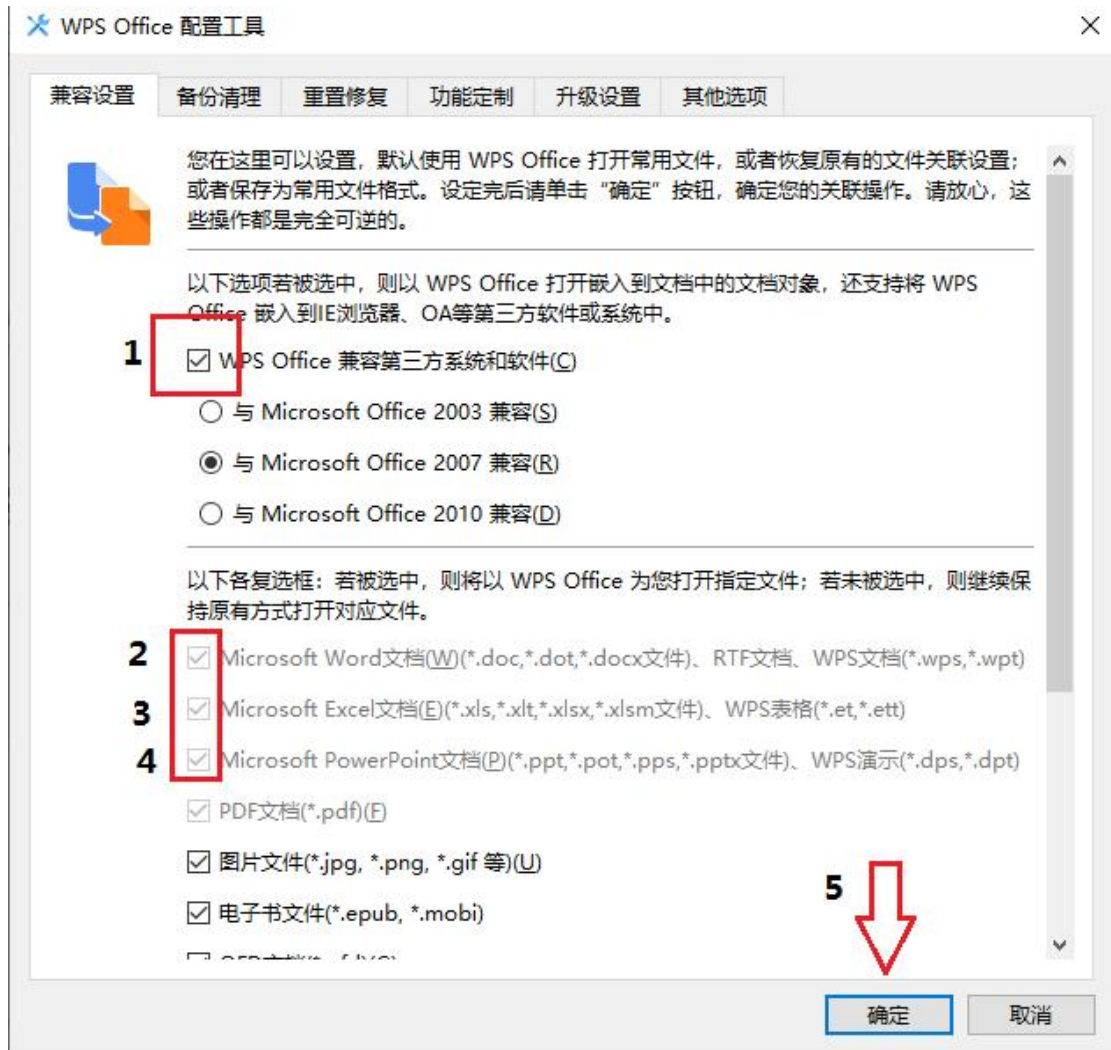 WPS Office 配置工具
兼容设置 备份清理 重置修复 功能定制 升级设置 其他选项
您在这里可以设置，默认使用 WPS Office 打开常用文件，或者恢复原有的文件关联设置；
或者保存为常用文件格式。设定完后请单击“确定”按钮，确定您的关联操作。请放心，这
些操作都是完全可逆的。
以下选项若被选中，则以 WPS Office 打开嵌入到文档中的文档对象，还支持将 WPS
Office 嵌入到IE浏览器、OA等第三方软件或系统中。
1 WPS Office 兼容第三方系统和软件(C)
与 Microsoft Office 2003 兼容(S)
与 Microsoft Office 2007 兼容(R)
与 Microsoft Office 2010 兼容(D)
以下各复选框：若被选中，则将以 WPS Office 为您打开指定文件；若未被选中，则继续保
持原有方式打开对应文件。
2 Microsoft Word文档(W)(*.doc,*.dot,*.docx文件)、RTF文档、WPS文档(*.wps,*.wpt)
3 Microsoft Excel文档(E)(*.xls,*.xlt,*.xlsx,*.xlsm文件)、WPS表格(*.et,*.ett)
4 Microsoft PowerPoint文档(P)(*.ppt,*.pot,*.pps,*.pptx文件)、WPS演示(*.dps,*.dpt)
PDF文档(*.pdf)(F)
图片文件(*.jpg, *.png, *.gif 等)(U)
电子书文件(*.epub, *.mobi)
5
确定 取消